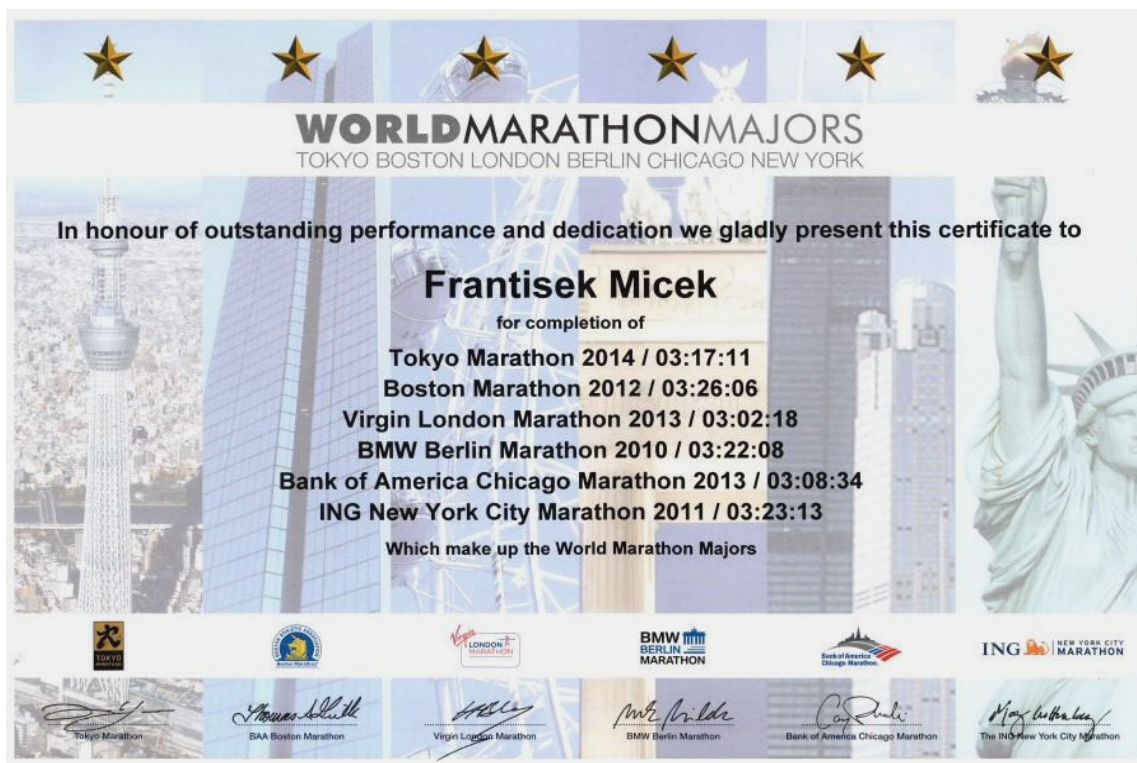 WORLDMARATHONMAJORS
TOKYO BOSTON LONDON BERLIN CHICAGO NEW YORK
In honour of outstanding performance and dedication we gladly present this certificate to
Frantisek Micek
for completion of
Tokyo Marathon 2014 / 03:17:11
Boston Marathon 2012 / 03:26:06
Virgin London Marathon 2013 / 03:02:18
BMW Berlin Marathon 2010 / 03:22:08
Bank of America Chicago Marathon 2013 / 03:08:34
ING New York City Marathon 2011 / 03:23:13
Which make up the World Marathon Majors
TOKYO
BOSTON ATHLETIC ASSOCIATION
Boston Marathon
Virgin
LONDON
MARATHON
BMW
BERLIN
MARATHON
Bank of America
Chicago Marathon
ING NEW YORK CITY
MARATHON
Tokyo Marathon
BAA Boston Marathon
Virgin London Marathon
BMW Berlin Marathon
Bank of America Chicago Marathon
The ING New York City Marathon